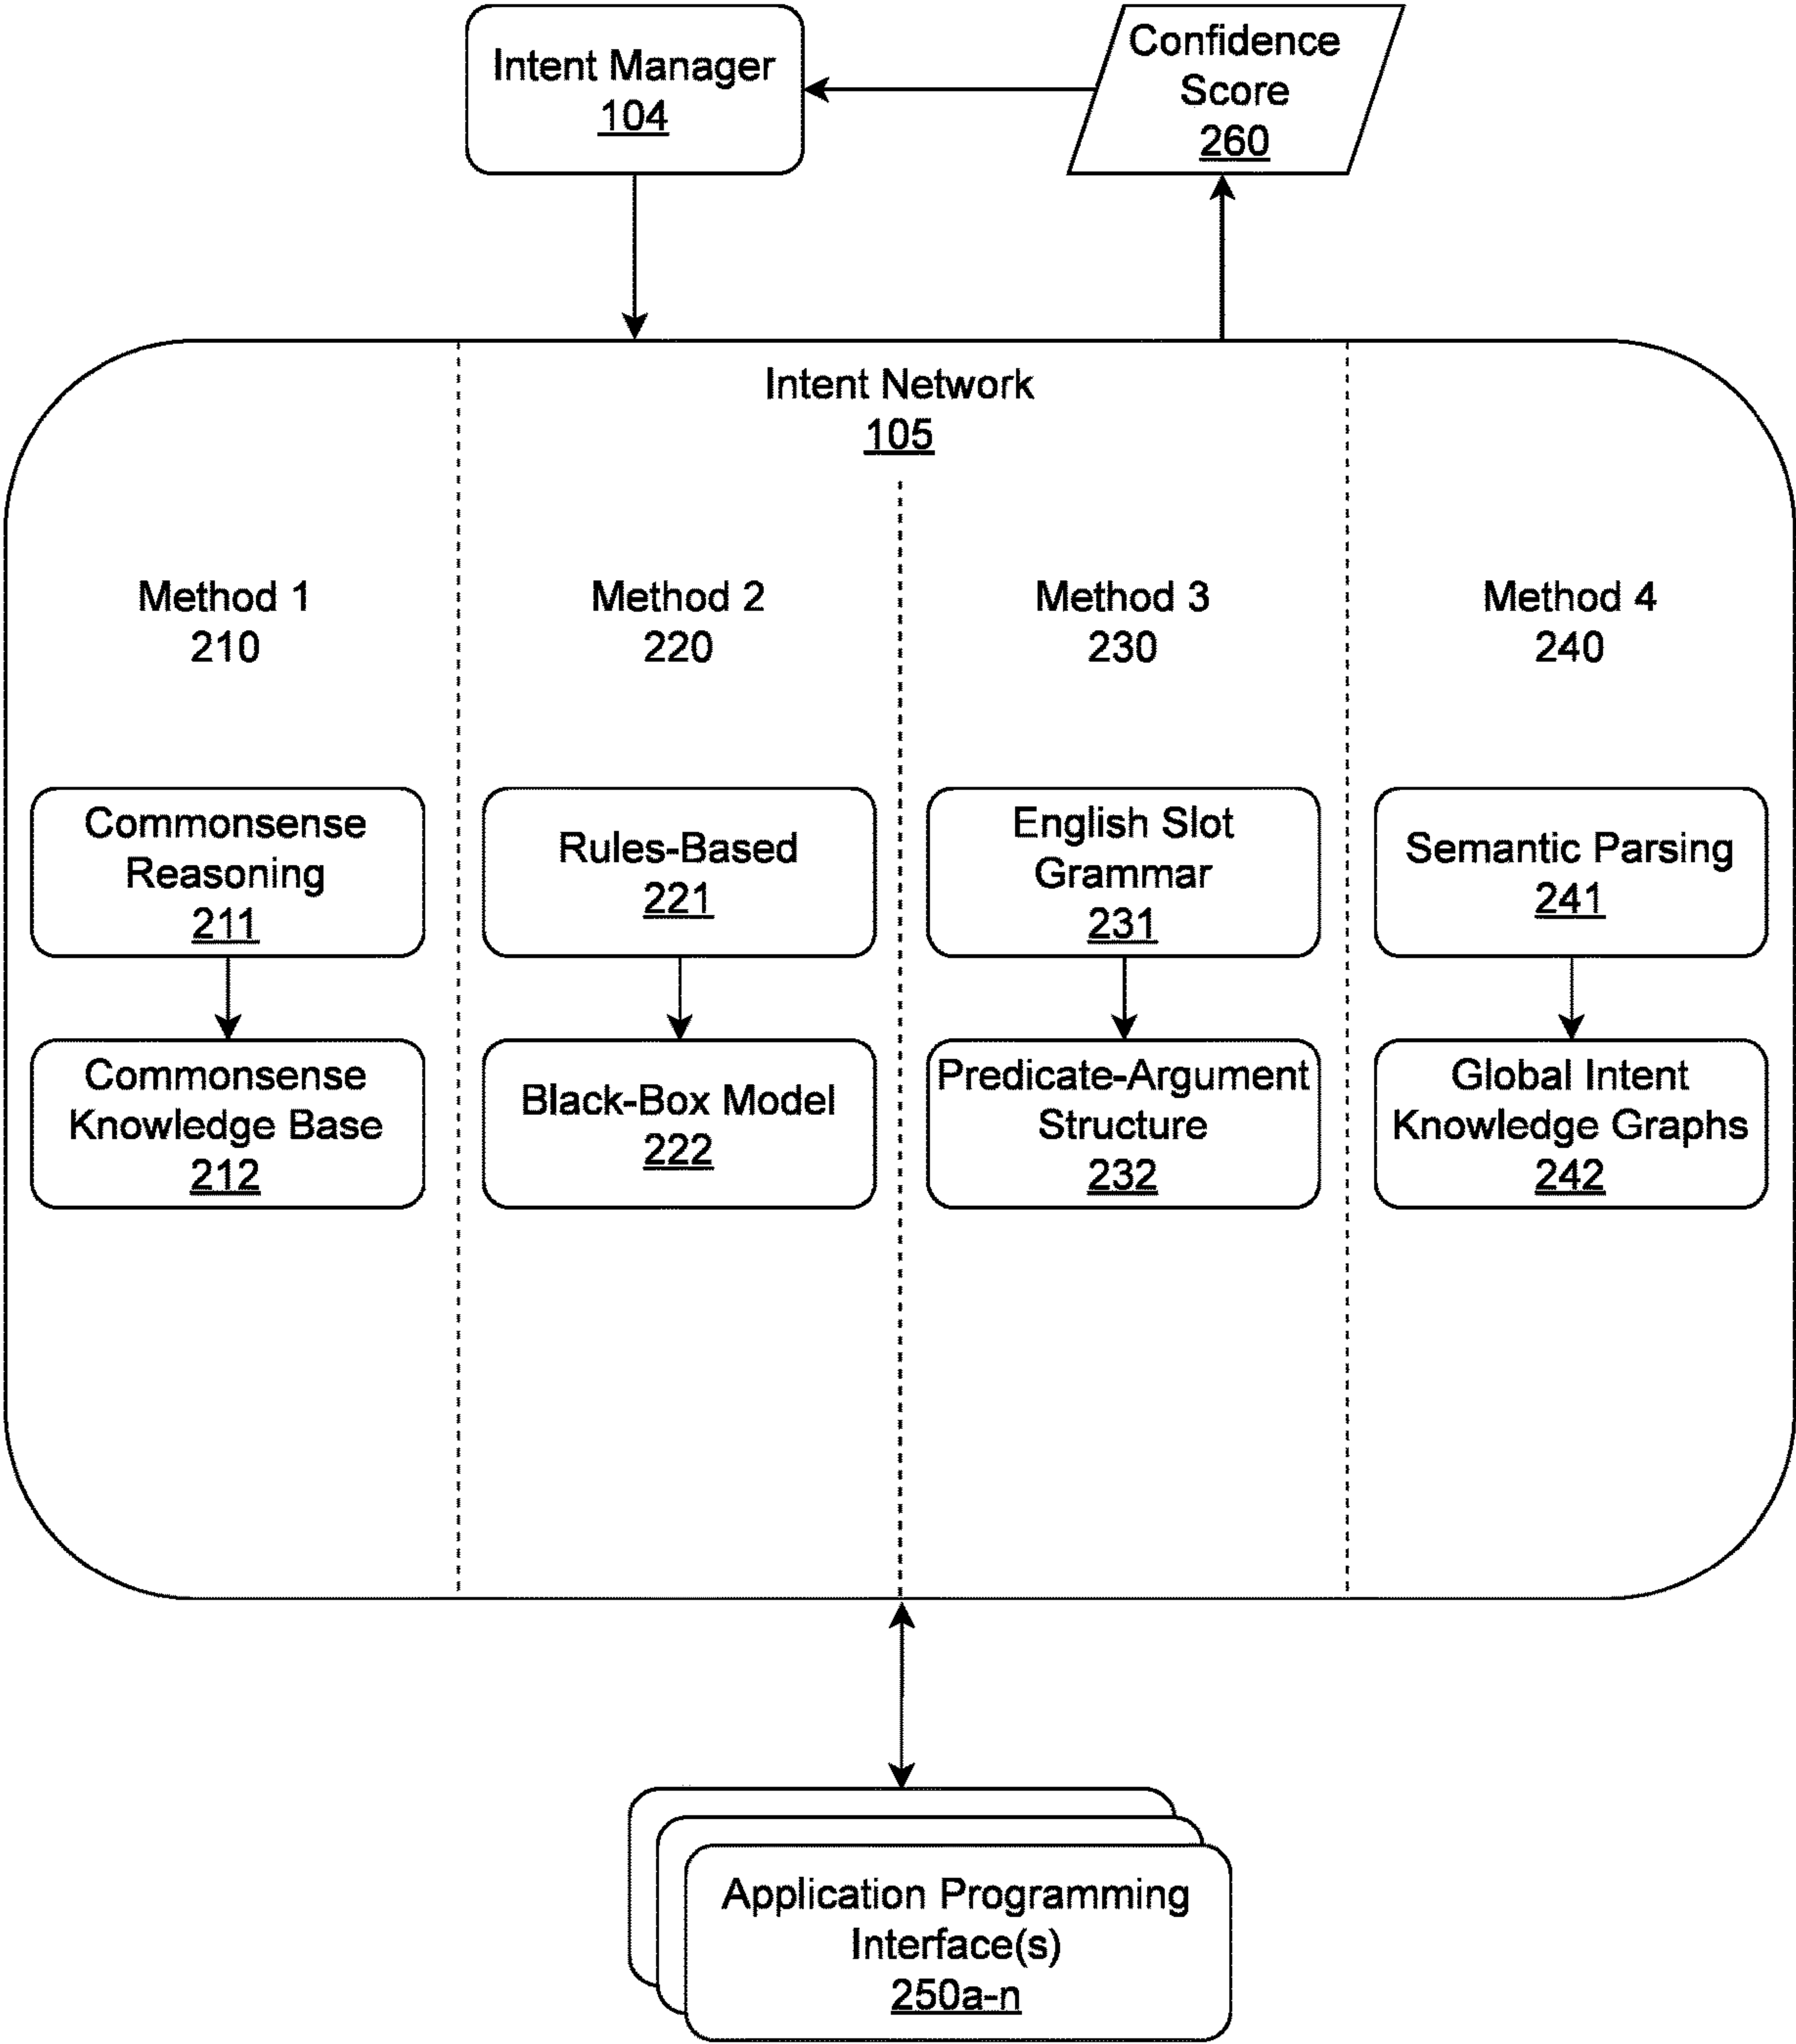 Intent Manager
104
Confidence
Score
260
Intent Network
105
Method 1
210
Method 2
220
Method 3
230
Method 4
240
Commonsense
Reasoning
211
Rules-Based
221
English Slot
Grammar
231
Semantic Parsing
241
Commonsense
Knowledge Base
212
Black-Box Model
222
Predicate-Argument
Structure
232
Global Intent
Knowledge Graphs
242
Application Programming
Interface(s)
250a-n